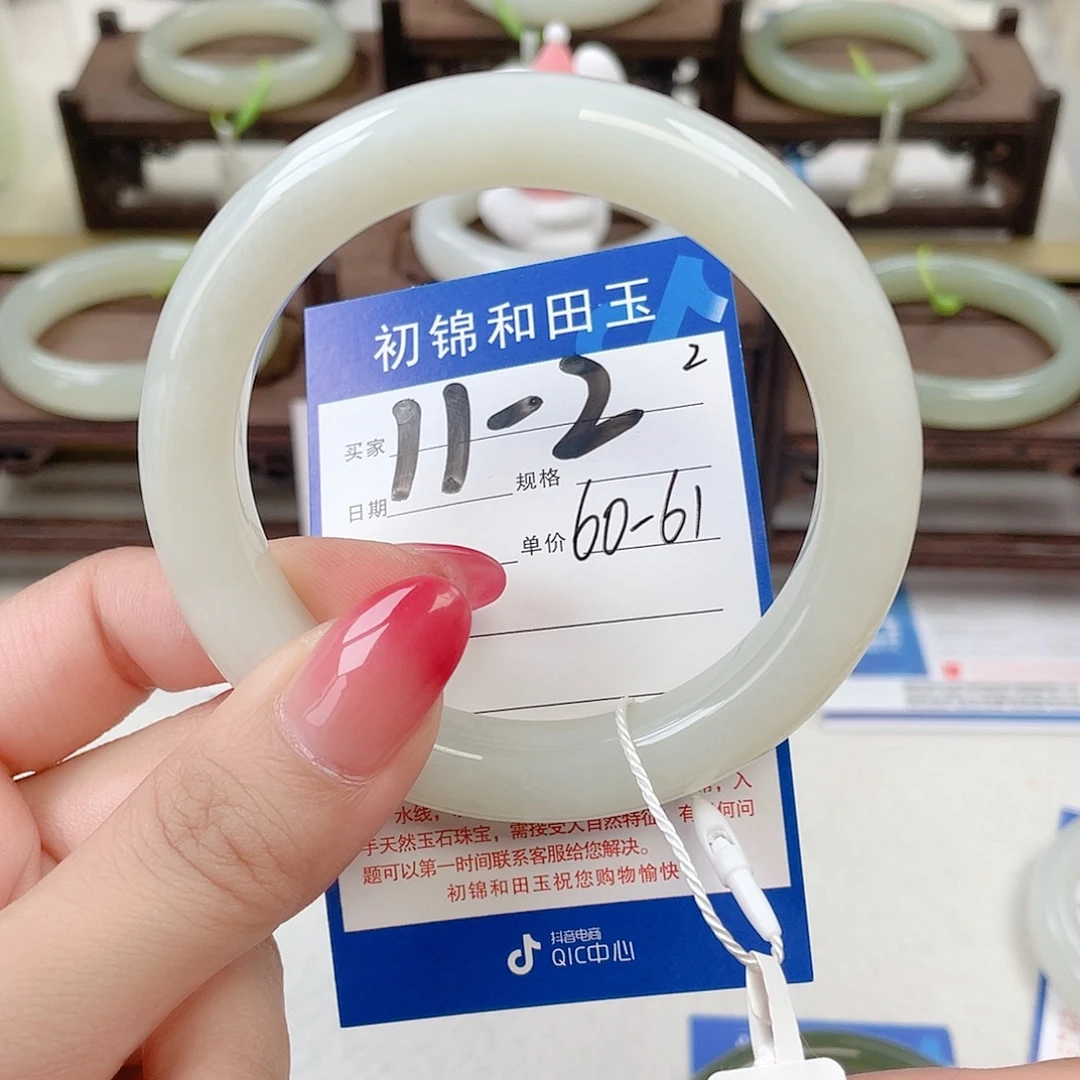 初锦和田玉
2
买家 11-2
日期 规格
单价 60-61
水线，
入
手天然玉石珠宝，需接受大自然特征，有任何问
题可以第一时间联系客服给您解决。
初锦和田玉祝您购物愉快
抖音电商
QIC中心